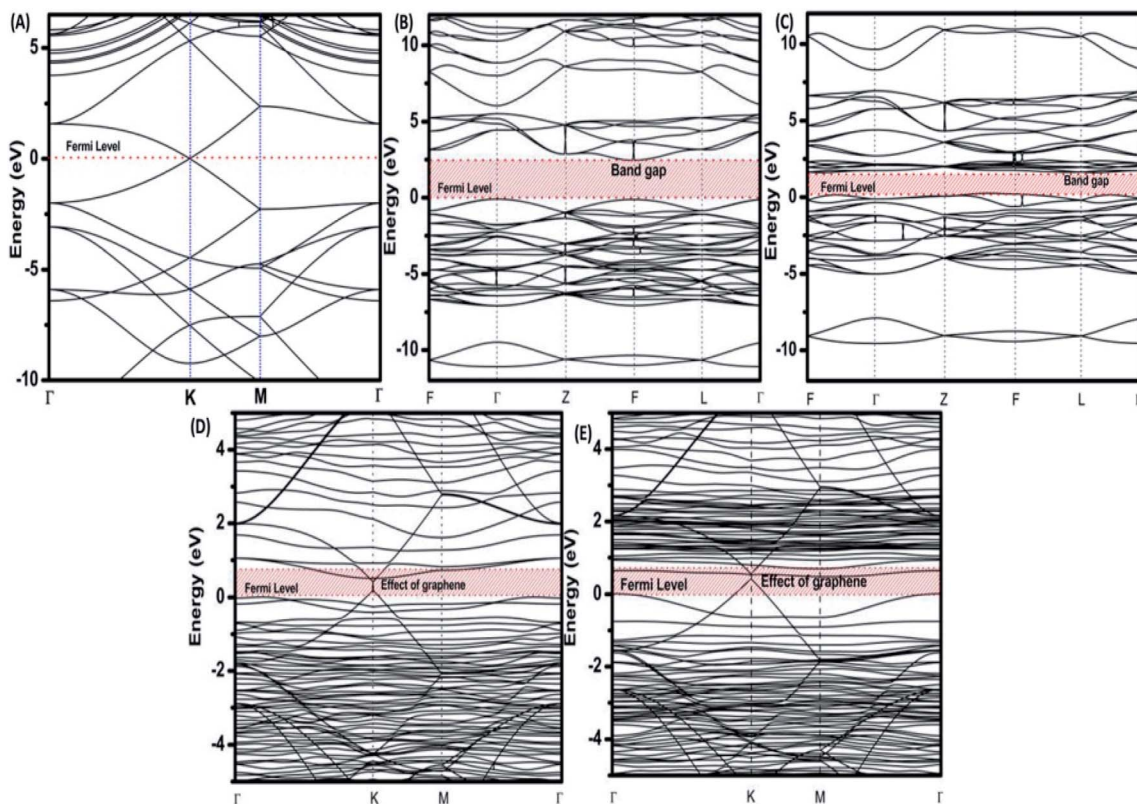 (A)
Energy (eV)
5
0
-5
-10
Fermi Level
Γ K M Γ
(B)
Energy (eV)
10
5
0
-5
-10
Band gap
Fermi Level
F Γ Z F L Γ
(C)
Energy (eV)
10
5
0
-5
-10
Fermi Level Band gap
F Γ Z F L
(D)
Energy (eV)
4
2
0
-2
-4
Fermi Level Effect of graphene
Γ K M Γ
(E)
Energy (eV)
4
2
0
-2
-4
Fermi Level Effect of graphene
Γ K M Γ